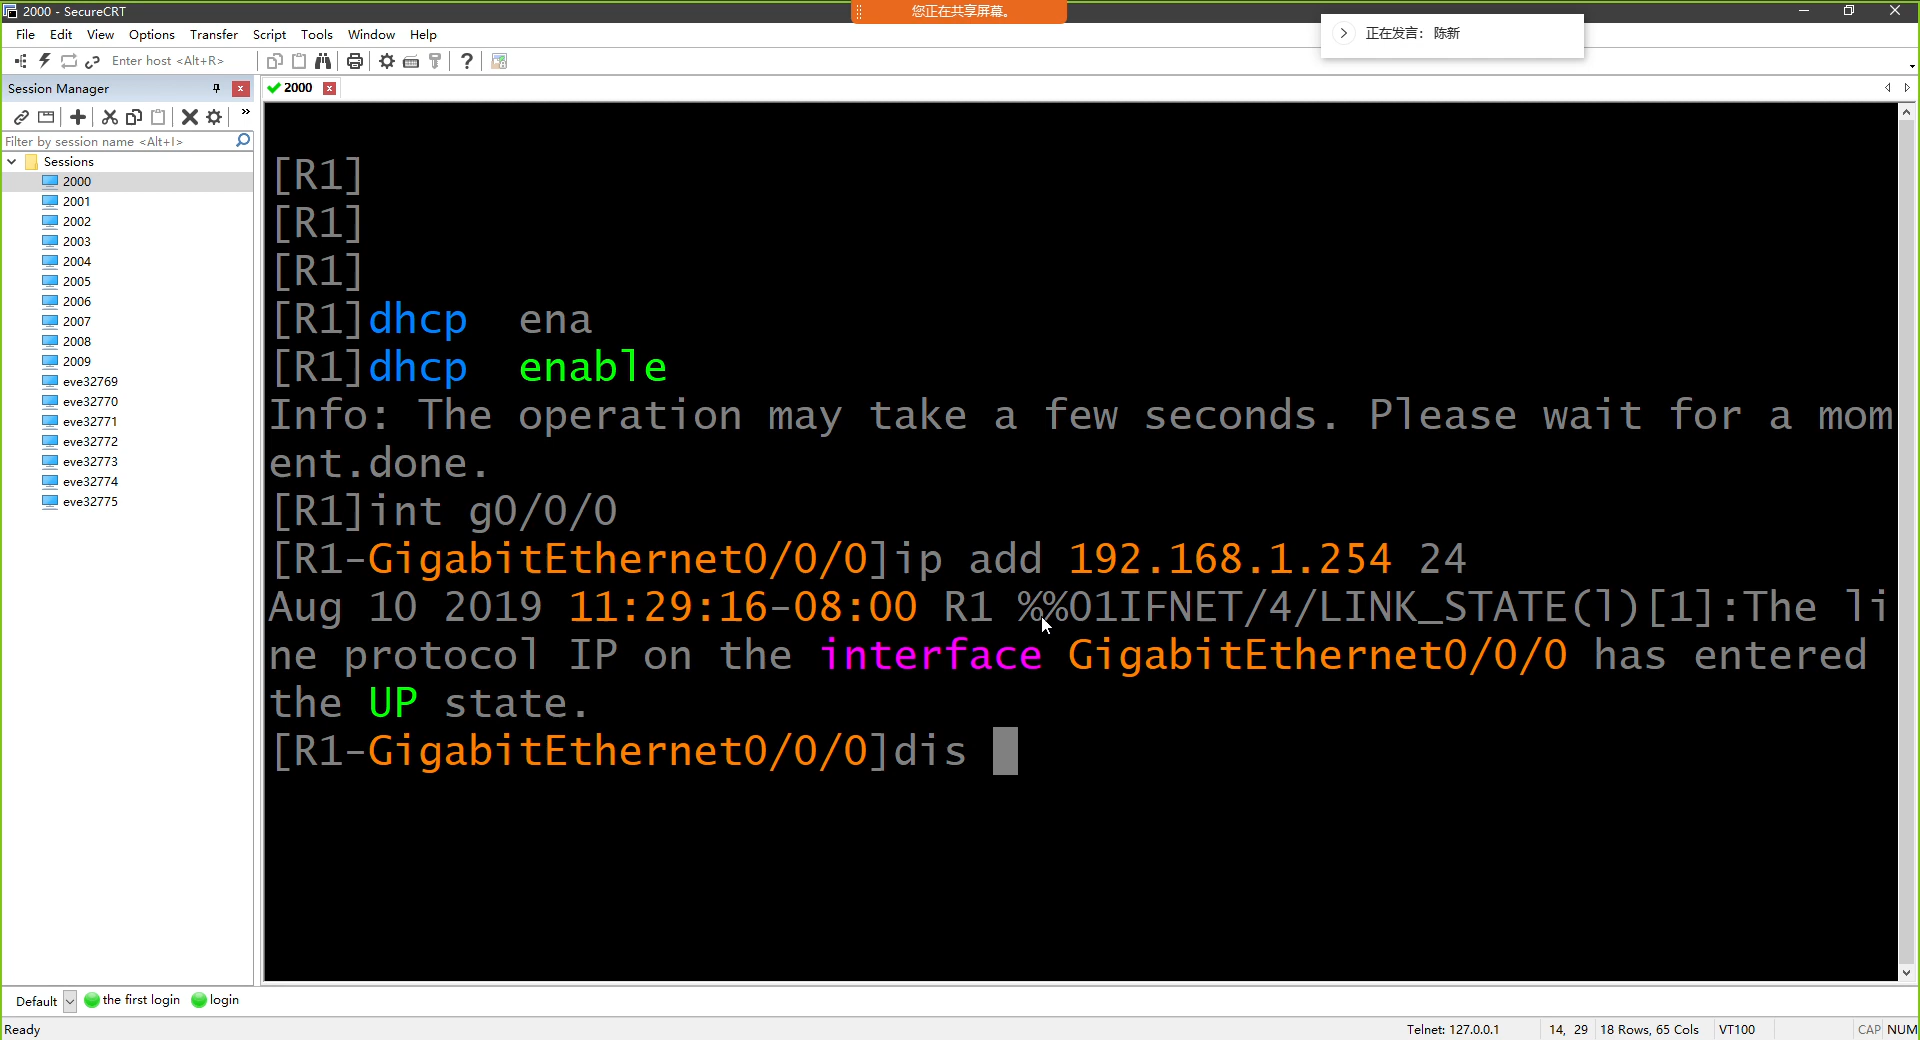 2000 - SecureCRT
您正在共享屏幕。
正在发言: 陈新
File Edit View Options Transfer Script Tools Window Help
Enter host <Alt+R>
Session Manager
2000
Filter by session name <Alt+I>
Sessions
2000
2001
2002
2003
2004
2005
2006
2007
2008
2009
eve32769
eve32770
eve32771
eve32772
eve32773
eve32774
eve32775
[R1]
[R1]
[R1]
[R1]dhcp  ena
[R1]dhcp  enable
Info: The operation may take a few seconds. Please wait for a mom
ent.done.
[R1]int g0/0/0
[R1-GigabitEthernet0/0/0]ip add 192.168.1.254 24
Aug 10 2019 11:29:16-08:00 R1 %%01IFNET/4/LINK_STATE(l)[1]:The li
ne protocol IP on the interface GigabitEthernet0/0/0 has entered
the UP state.
[R1-GigabitEthernet0/0/0]dis
Default the first login login
Ready
Telnet: 127.0.0.1 14, 29 18 Rows, 65 Cols VT100 CAP NUM